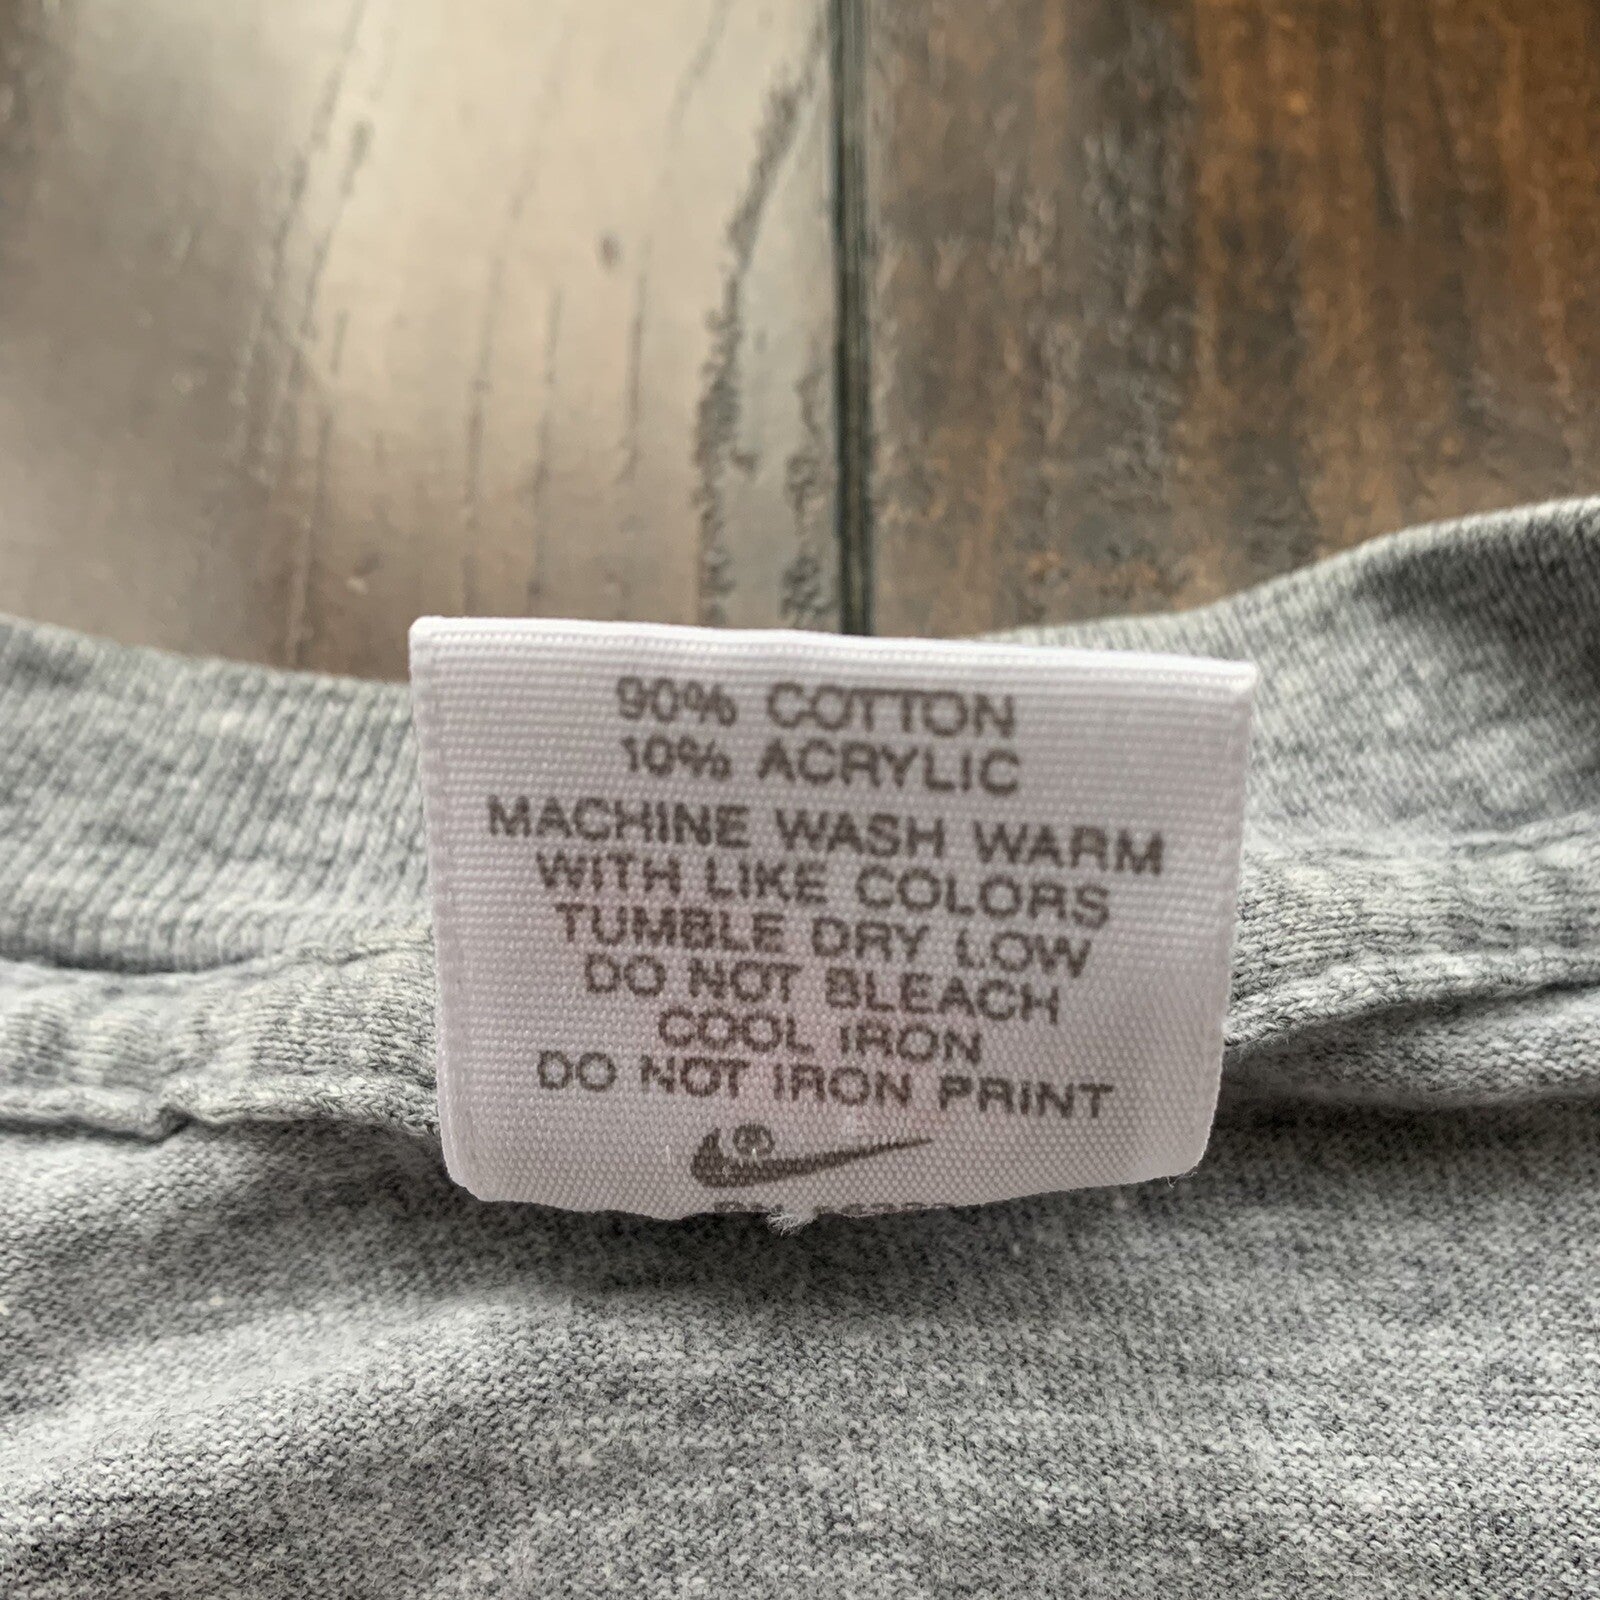 90% COTTON
10% ACRYLIC
MACHINE WASH WARM
WITH LIKE COLORS
TUMBLE DRY LOW
DO NOT BLEACH
COOL IRON
DO NOT IRON PRINT